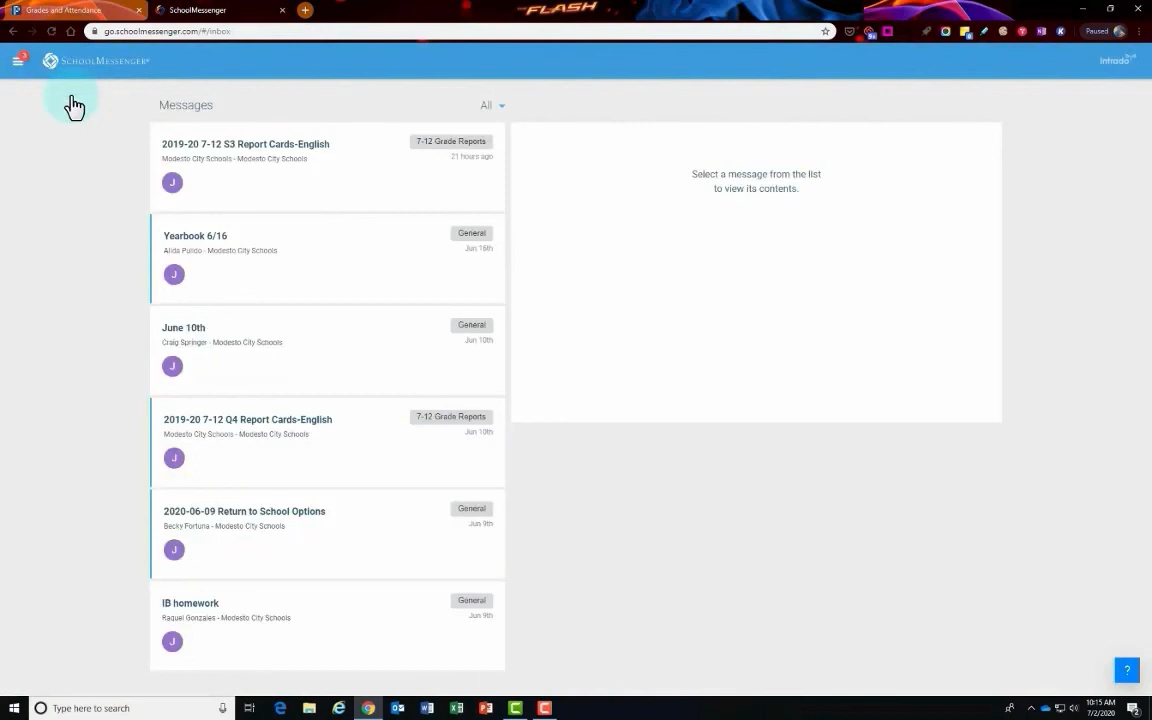 Grades and Attendance
SchoolMessenger
FLASH
go.schoolmessenger.com/#/inbox
Paused
SCHOOLMESSENGER
Intrado
Messages
All
2019-20 7-12 S3 Report Cards-English
7-12 Grade Reports
Modesto City Schools - Modesto City Schools
21 hours ago
J
Select a message from the list
to view its contents.
Yearbook 6/16
General
Alida Pulido - Modesto City Schools
Jun 16th
J
June 10th
General
Craig Springer - Modesto City Schools
Jun 10th
J
2019-20 7-12 Q4 Report Cards-English
7-12 Grade Reports
Modesto City Schools - Modesto City Schools
Jun 10th
J
2020-06-09 Return to School Options
General
Becky Fortuna - Modesto City Schools
Jun 9th
J
IB homework
General
Raquel Gonzales - Modesto City Schools
Jun 9th
J
?
Type here to search
10:15 AM
7/2/2020
2